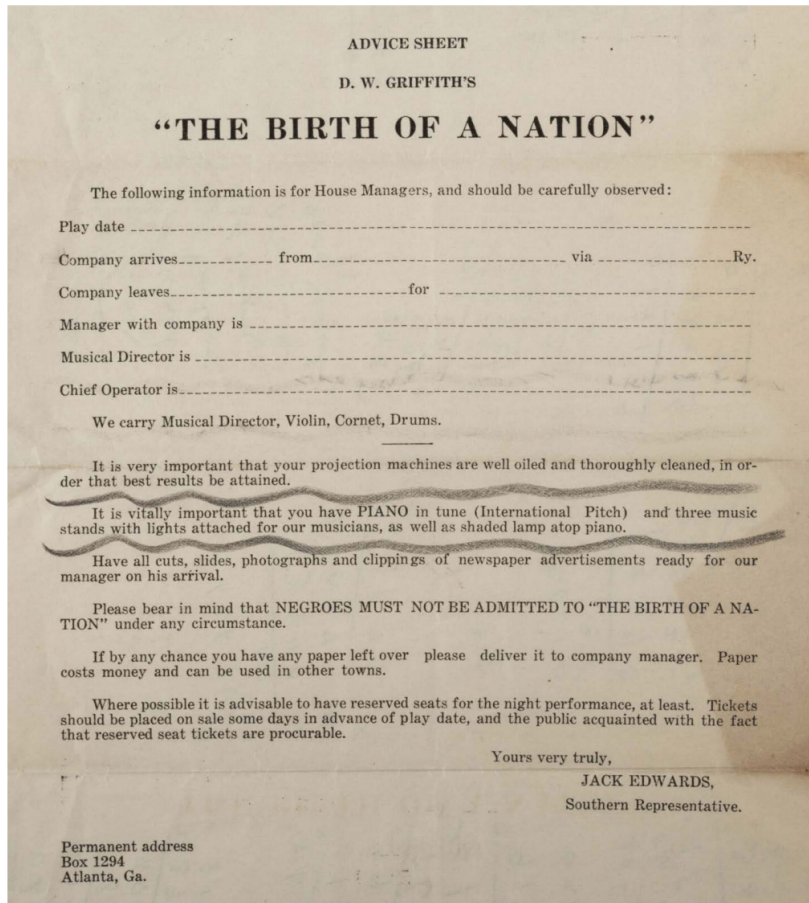 ADVICE SHEET
D. W. GRIFFITH'S
"THE BIRTH OF A NATION"
The following information is for House Managers, and should be carefully observed:
Play date
Company arrives from via Ry.
Company leaves for
Manager with company is
Musical Director is
Chief Operator is
We carry Musical Director, Violin, Cornet, Drums.
It is very important that your projection machines are well oiled and thoroughly cleaned, in or-
der that best results be attained.
It is vitally important that you have PIANO in tune (International Pitch) and three music
stands with lights attached for our musicians, as well as shaded lamp atop piano.
Have all cuts, slides, photographs and clippings of newspaper advertisements ready for our
manager on his arrival.
Please bear in mind that NEGROES MUST NOT BE ADMITTED TO "THE BIRTH OF A NA-
TION" under any circumstance.
If by any chance you have any paper left over please deliver it to company manager. Paper
costs money and can be used in other towns.
Where possible it is advisable to have reserved seats for the night performance, at least. Tickets
should be placed on sale some days in advance of play date, and the public acquainted with the fact
that reserved seat tickets are procurable.
Yours very truly,
JACK EDWARDS,
Southern Representative.
Permanent address
Box 1294
Atlanta, Ga.